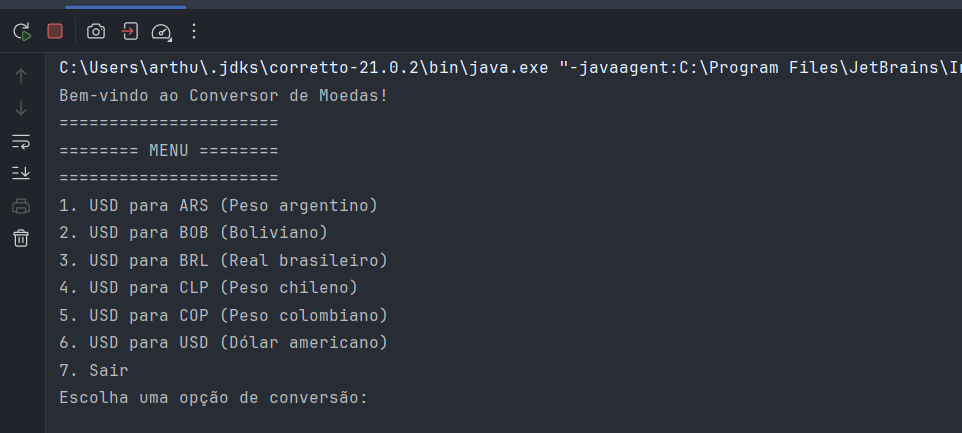 C:\Users\arthu\.jdks\corretto-21.0.2\bin\java.exe "-javaagent:C:\Program Files\JetBrains\In
Bem-vindo ao Conversor de Moedas!
======================
======== MENU ========
======================
1. USD para ARS (Peso argentino)
2. USD para BOB (Boliviano)
3. USD para BRL (Real brasileiro)
4. USD para CLP (Peso chileno)
5. USD para COP (Peso colombiano)
6. USD para USD (Dólar americano)
7. Sair
Escolha uma opção de conversão: